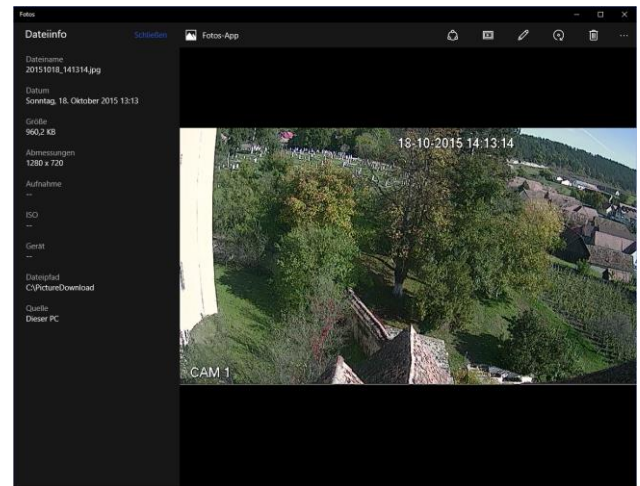 Fotos
Dateiinfo
Schließen
Fotos-App
Dateiname
20151018_141314.jpg
Datum
Sonntag, 18. Oktober 2015 13:13
Größe
960,2 KB
Abmessungen
1280 x 720
Aufnahme
--
ISO
--
Gerät
--
Dateipfad
C:\PictureDownload
Quelle
Dieser PC
18-10-2015 14:13:14
CAM 1